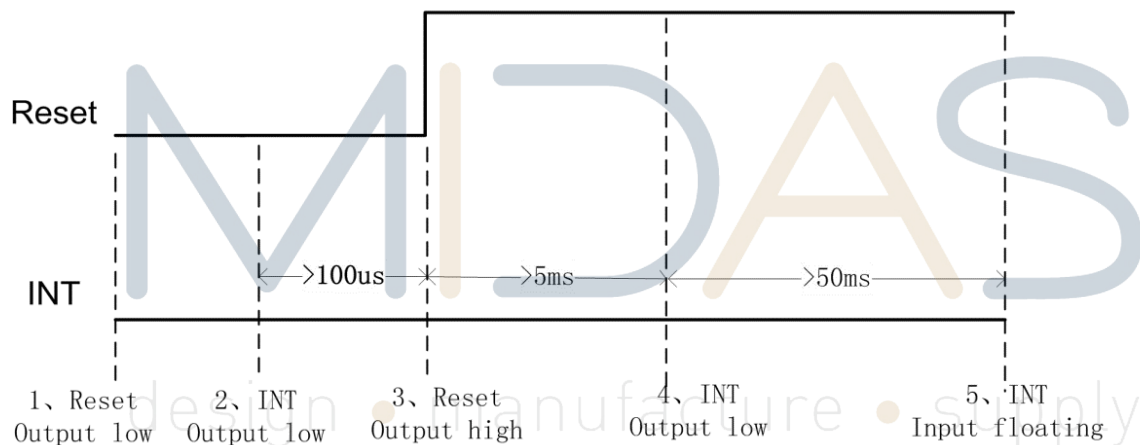 MIDAS
Reset
>100us
>5ms
>50ms
INT
1、Reset
Output low
2、INT
Output low
3、Reset
Output high
4、INT
Output low
5、INT
Input floating
design • manufacture • supply